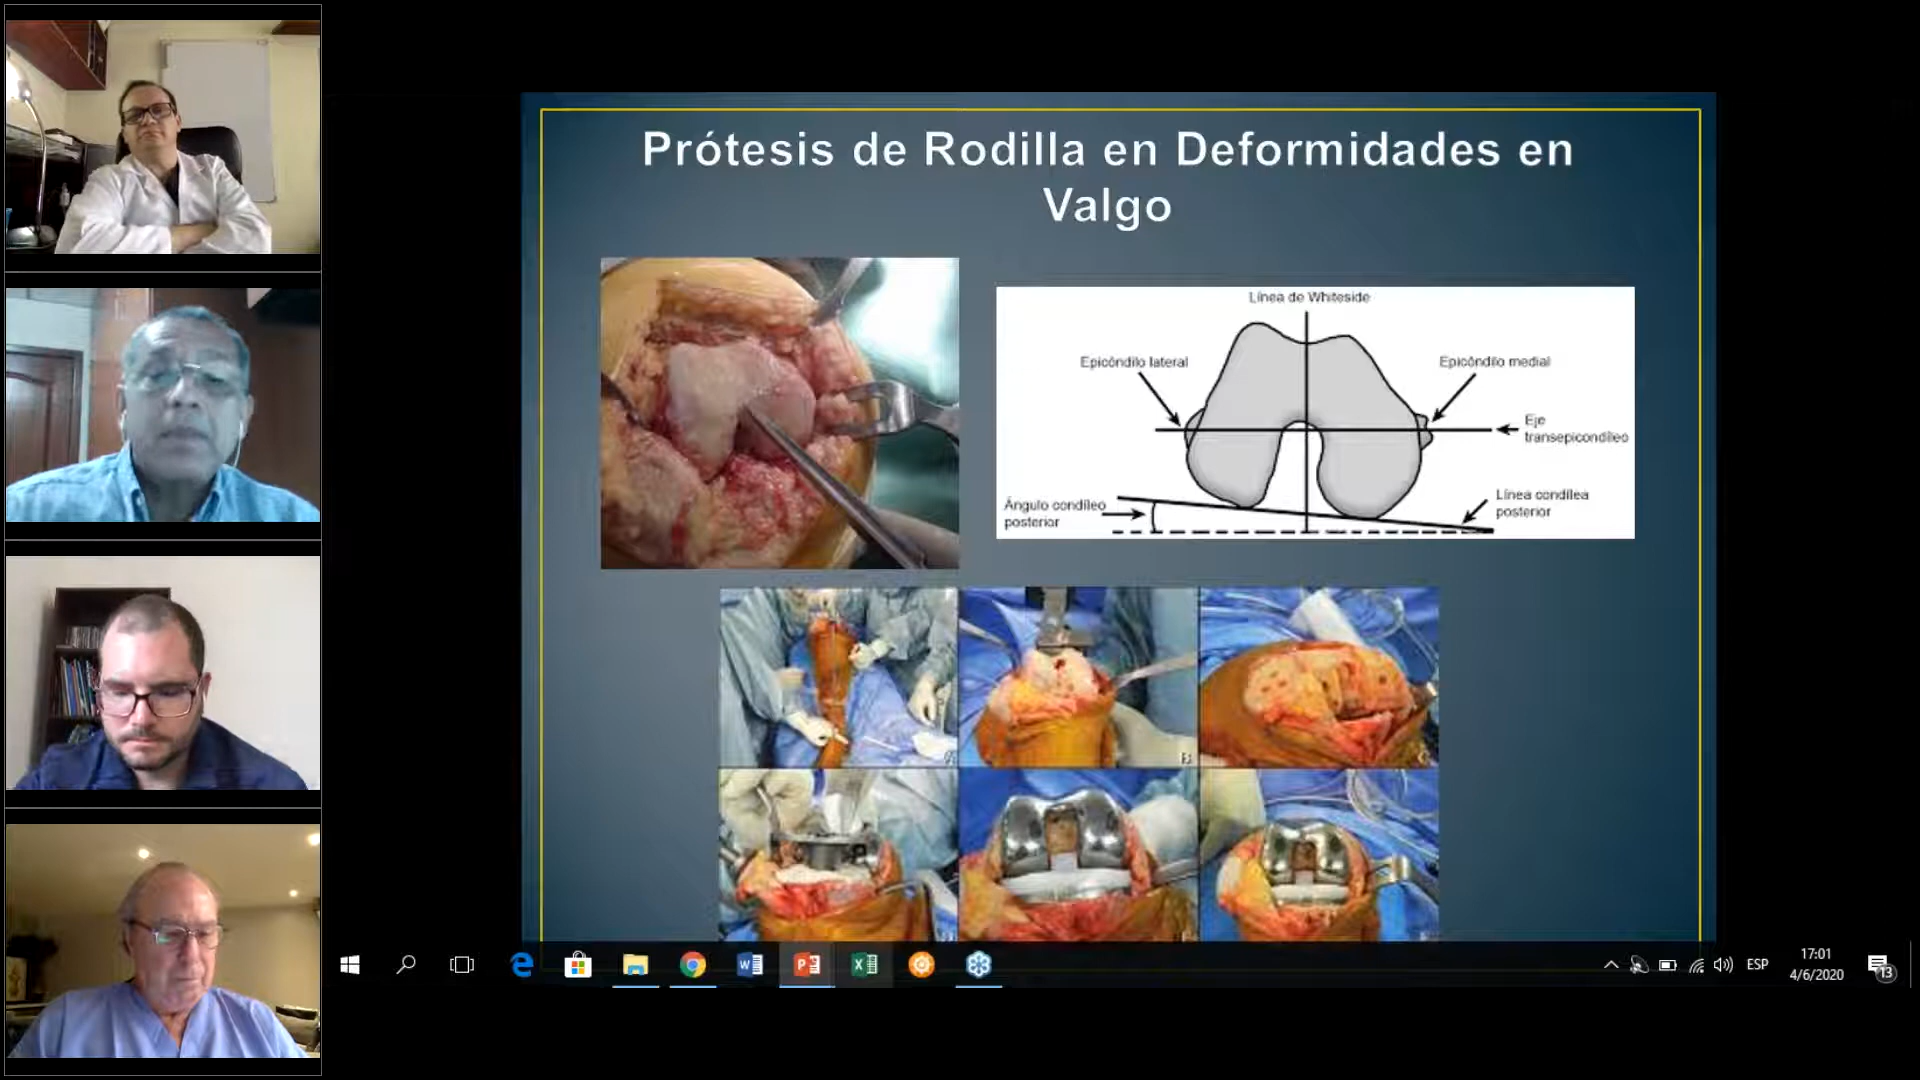 Prótesis de Rodilla en Deformidades en
Valgo
Línea de Whiteside
Epicóndilo lateral
Epicóndilo medial
Eje
transepicondíleo
Ángulo condíleo
posterior
Línea condílea
posterior
B
C
ESP
17:01
4/6/2020
13